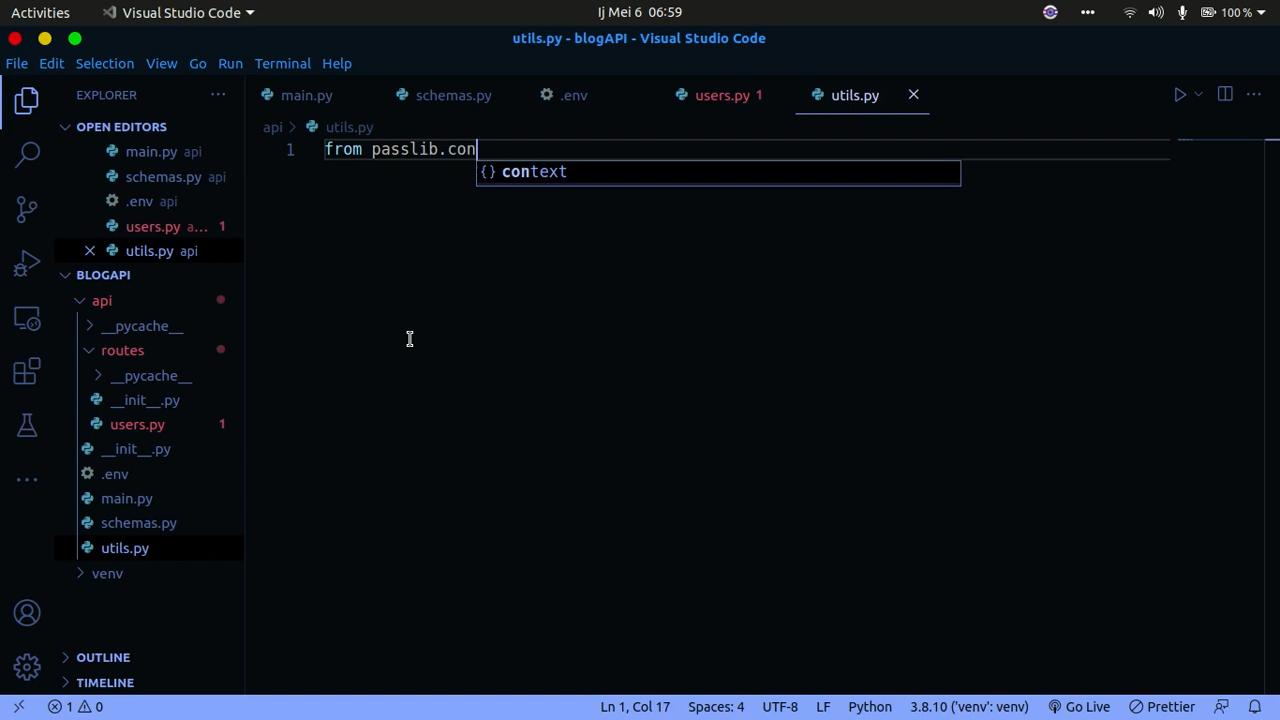 Activities
Visual Studio Code
Ij Mei 6 06:59
100 %
utils.py - blogAPI - Visual Studio Code
File Edit Selection View Go Run Terminal Help
EXPLORER
main.py
schemas.py
.env
users.py 1
utils.py
OPEN EDITORS
api
utils.py
main.py api
1
from passlib.con
schemas.py api
context
.env api
users.py a... 1
utils.py api
BLOGAPI
api
__pycache__
routes
__pycache__
__init__.py
users.py 1
__init__.py
.env
main.py
schemas.py
utils.py
venv
OUTLINE
TIMELINE
1 0
Ln 1, Col 17
Spaces: 4
UTF-8
LF
Python
3.8.10 ('venv': venv)
Go Live
Prettier